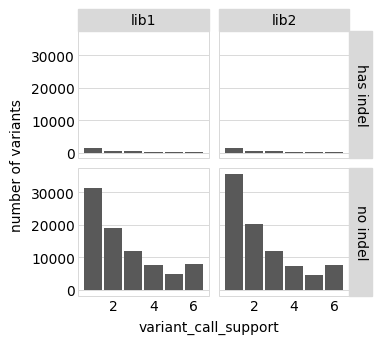 lib1 lib2
30000
20000
10000
0
has indel
number of variants
30000
20000
10000
0
no indel
2 4 6 2 4 6
variant_call_support